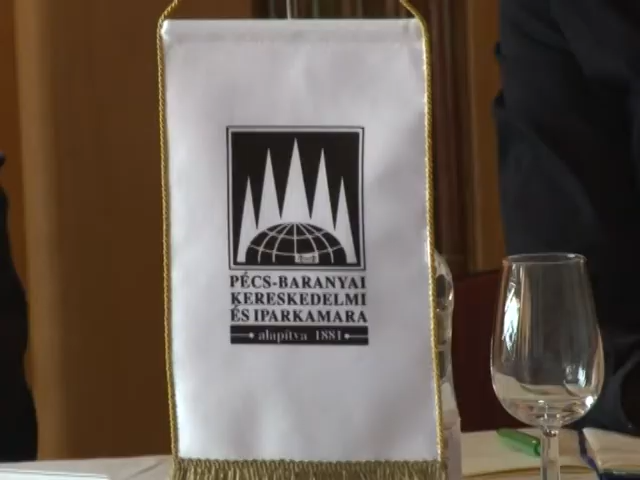 PÉCS-BARANYAI
KERESKEDELMI
ÉS IPARKAMARA
alapítva 1881